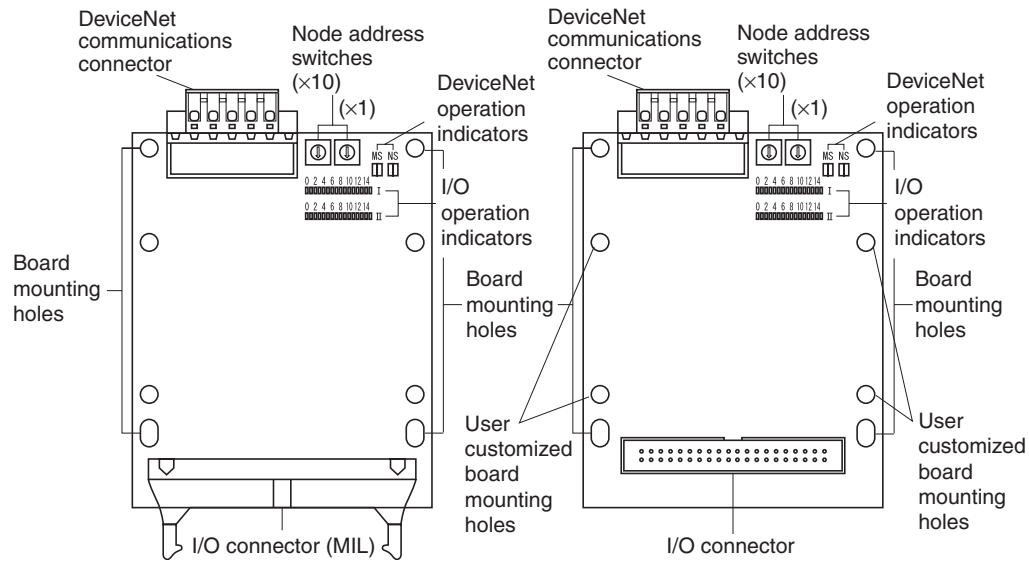 DeviceNet
communications
connector
Node address
switches
(×10)
(×1)
DeviceNet
operation
indicators
MS NS
0 2 4 6 8 10 12 14
I
0 2 4 6 8 10 12 14
II
I/O
operation
indicators
Board
mounting
holes
Board
mounting
holes
I/O connector (MIL)
DeviceNet
communications
connector
Node address
switches
(×10)
(×1)
DeviceNet
operation
indicators
MS NS
0 2 4 6 8 10 12 14
I
0 2 4 6 8 10 12 14
II
I/O
operation
indicators
Board
mounting
holes
User
customized
board
mounting
holes
User
customized
board
mounting
holes
I/O connector